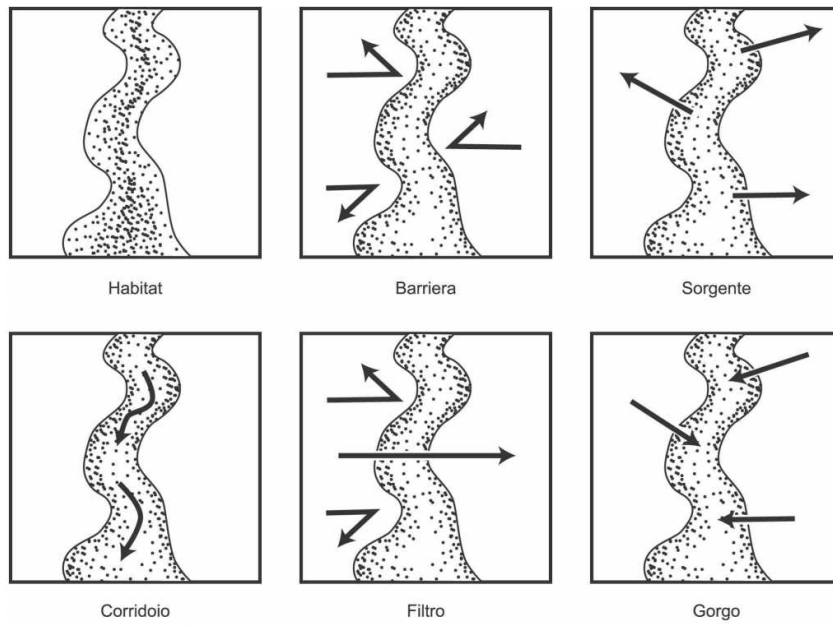 Habitat
Barriera
Sorgente
Corridoio
Filtro
Gorgo